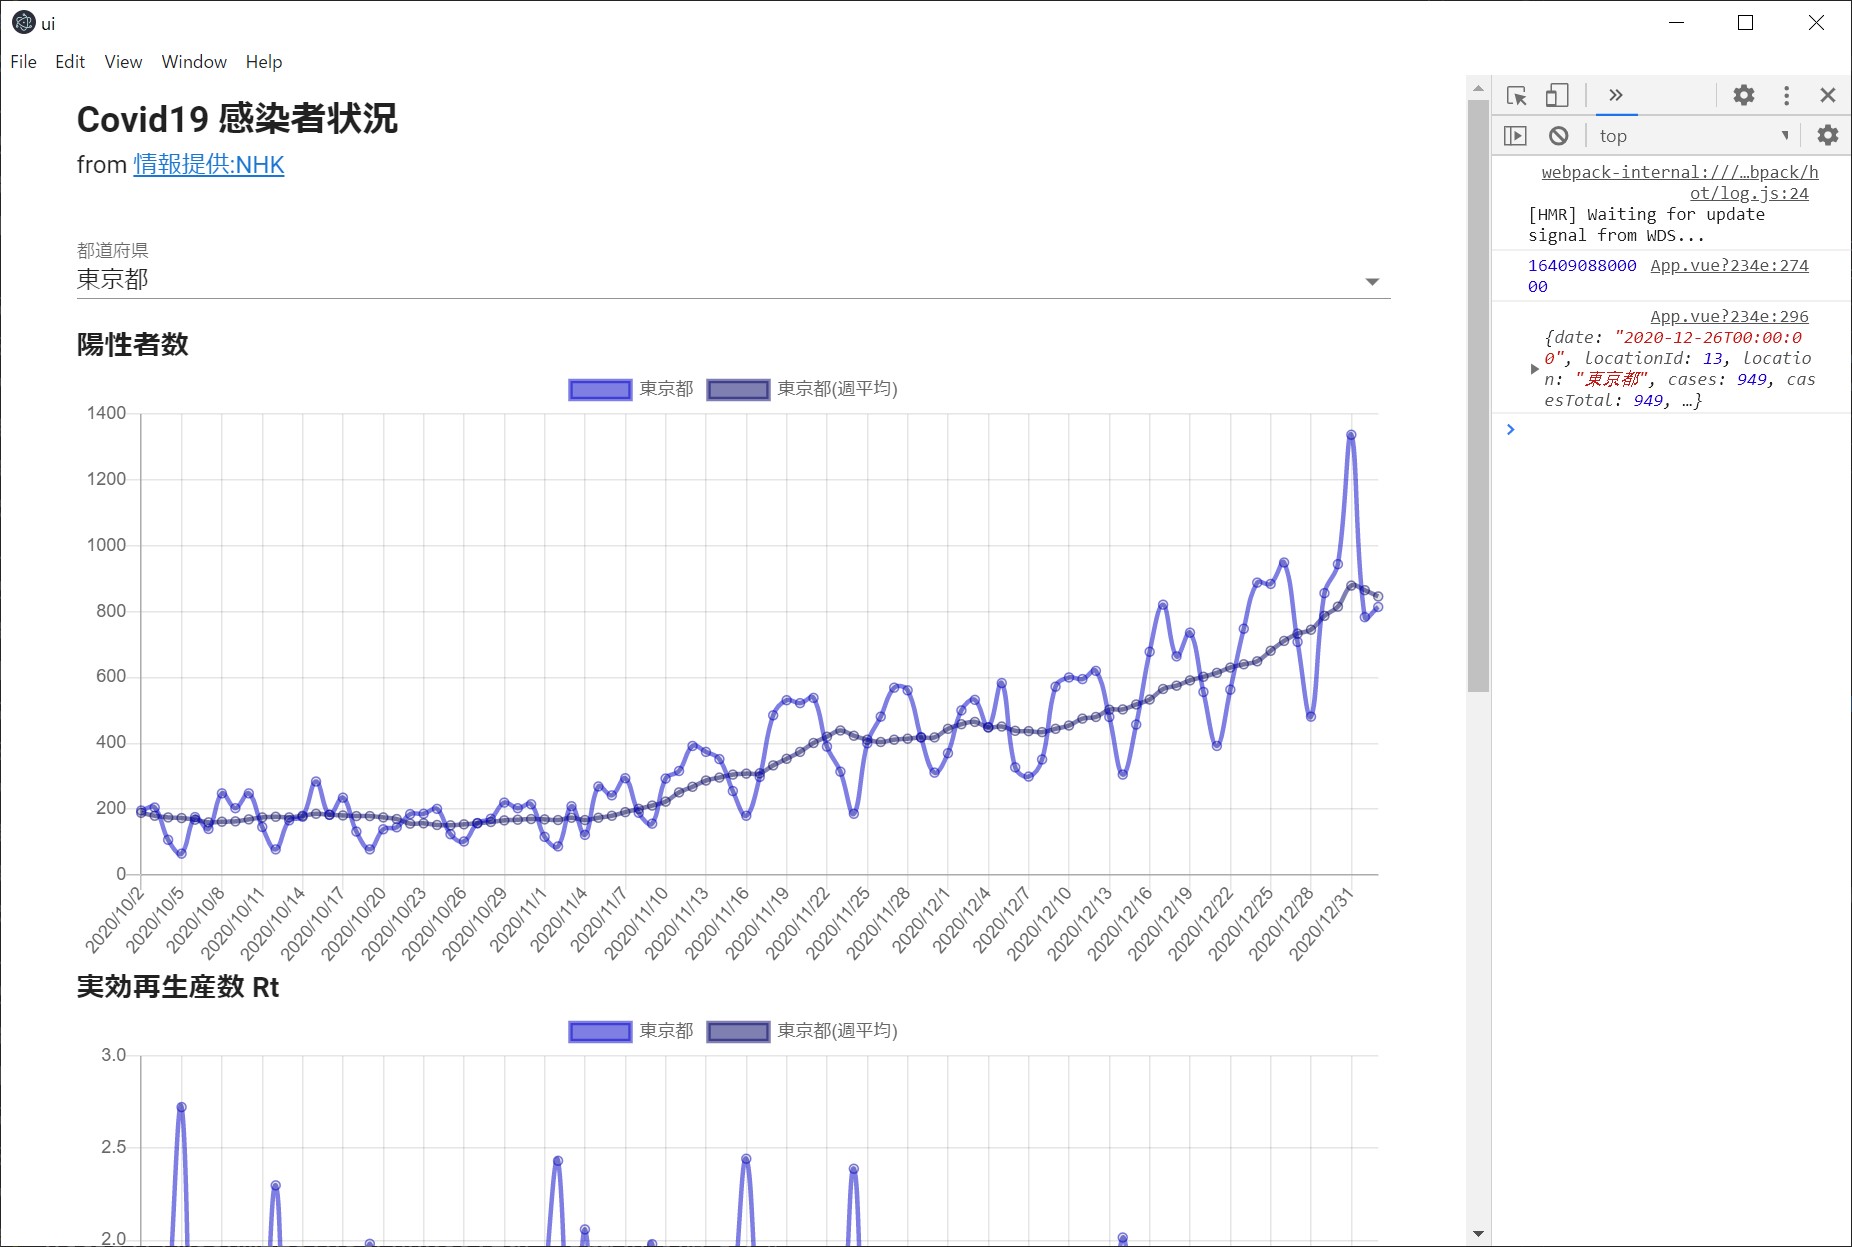 ui
File Edit View Window Help
Covid19 感染者状況
from 情報提供:NHK
都道府県
東京都
陽性者数
東京都 東京都(週平均)
1400
1200
1000
800
600
400
200
0
2020/10/2 2020/10/5 2020/10/8 2020/10/11 2020/10/14 2020/10/17 2020/10/20 2020/10/23 2020/10/26 2020/10/29 2020/11/1 2020/11/4 2020/11/7 2020/11/10 2020/11/13 2020/11/16 2020/11/19 2020/11/22 2020/11/25 2020/11/28 2020/12/1 2020/12/4 2020/12/7 2020/12/10 2020/12/13 2020/12/16 2020/12/19 2020/12/22 2020/12/25 2020/12/28 2020/12/31
実効再生産数 Rt
東京都 東京都(週平均)
3.0
2.5
2.0
top
webpack-internal:///…bpack/h
ot/log.js:24
[HMR] Waiting for update
signal from WDS...
16409088000 App.vue?234e:274
00
App.vue?234e:296
{date: "2020-12-26T00:00:0
0", locationId: 13, locatio
n: "東京都", cases: 949, cas
esTotal: 949, …}